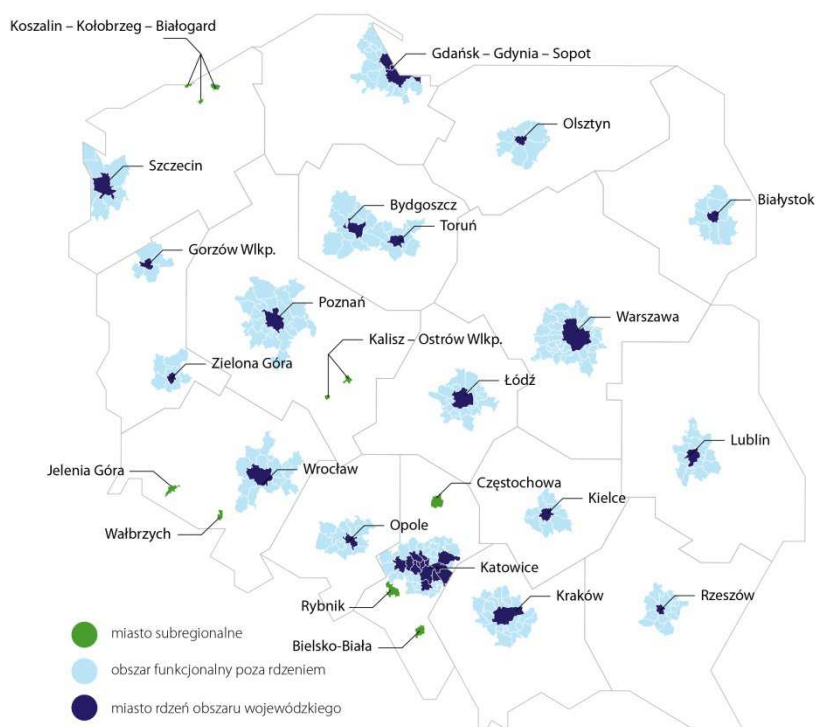 Koszalin – Kołobrzeg – Białogard
Gdańsk – Gdynia – Sopot
Olsztyn
Szczecin
Białystok
Bydgoszcz
Toruń
Gorzów Wlkp.
Poznań
Warszawa
Kalisz – Ostrów Wlkp.
Zielona Góra
Łódź
Lublin
Wrocław
Jelenia Góra
Częstochowa
Kielce
Wałbrzych
Opole
Katowice
Kraków
Rzeszów
Rybnik
Bielsko-Biała
miasto subregionalne
obszar funkcjonalny poza rdzeniem
miasto rdzeń obszaru wojewódzkiego